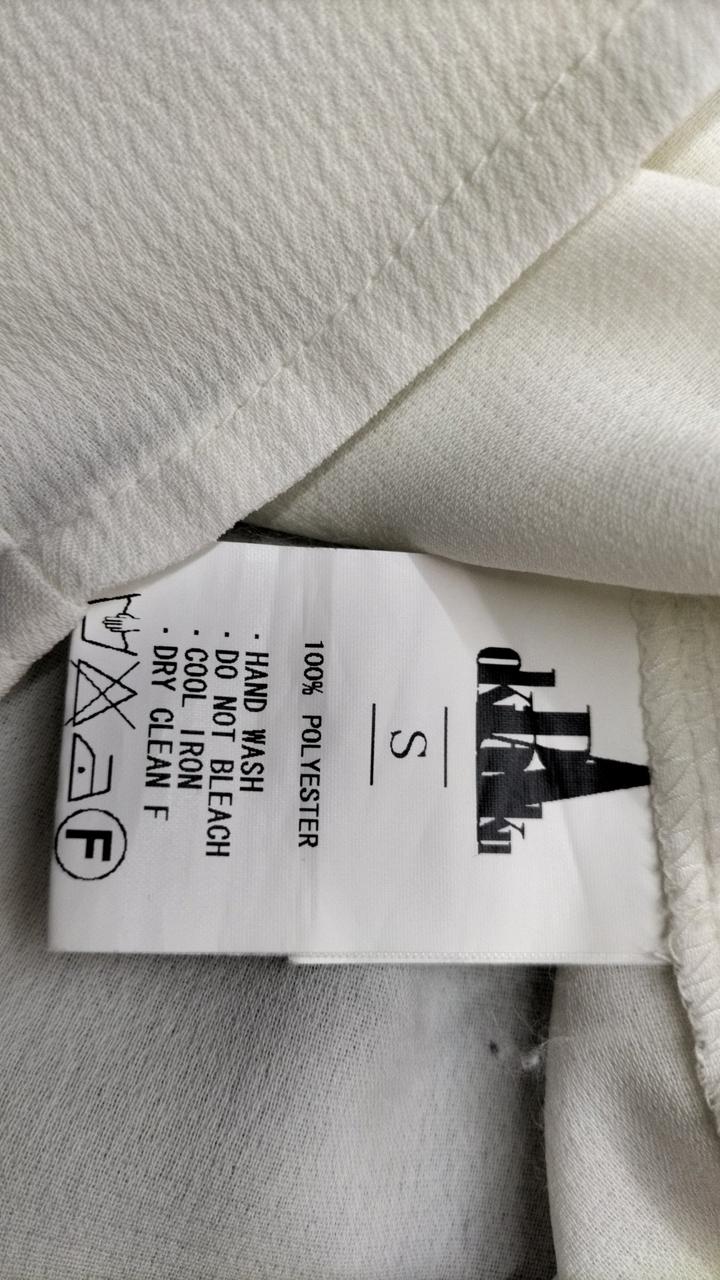 S
100% POLYESTER
· HAND WASH
· DO NOT BLEACH
· COOL IRON
· DRY CLEAN F
F